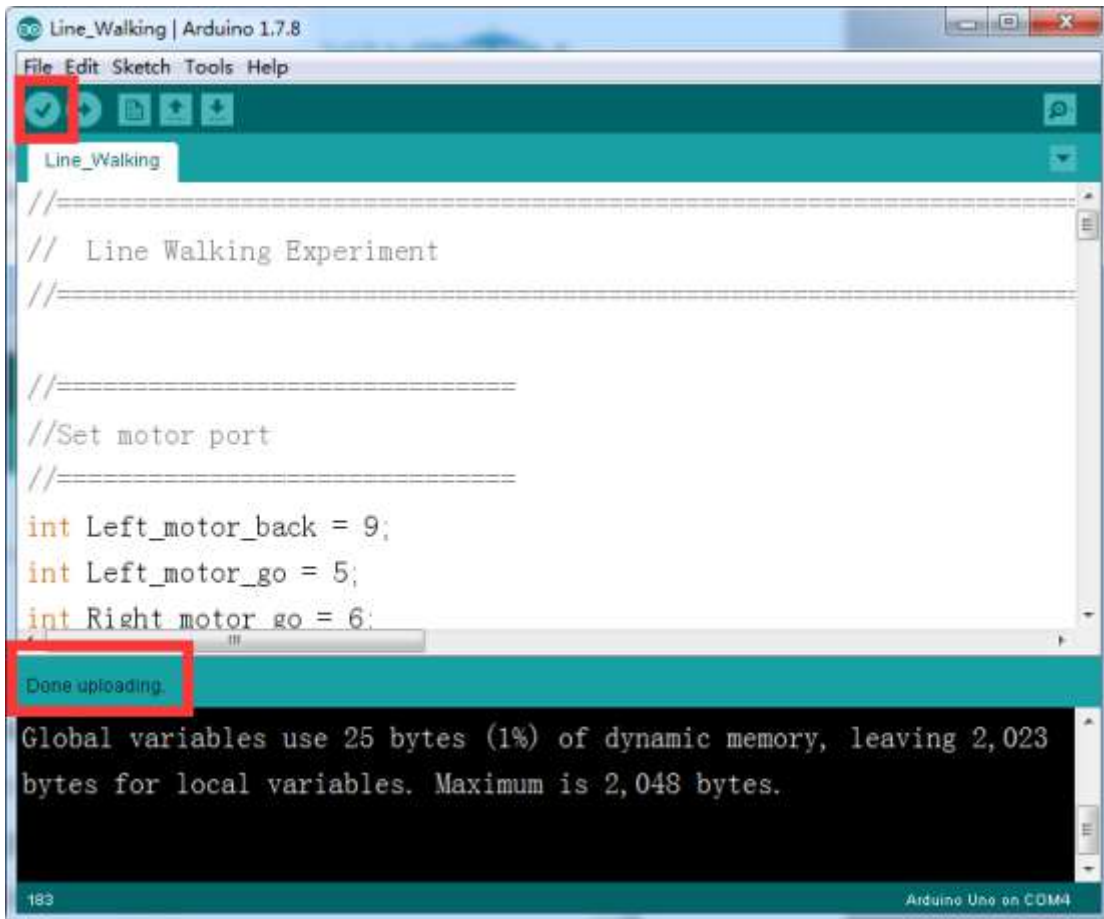 Line_Walking | Arduino 1.7.8
File Edit Sketch Tools Help
Line_Walking
//======================================================================
// Line Walking Experiment
//======================================================================
//==============================
//Set motor port
//==============================
int Left_motor_back = 9;
int Left_motor_go = 5;
int Right_motor_go = 6;
Done uploading.
Global variables use 25 bytes (1%) of dynamic memory, leaving 2,023
bytes for local variables. Maximum is 2,048 bytes.
183
Arduino Uno on COM4